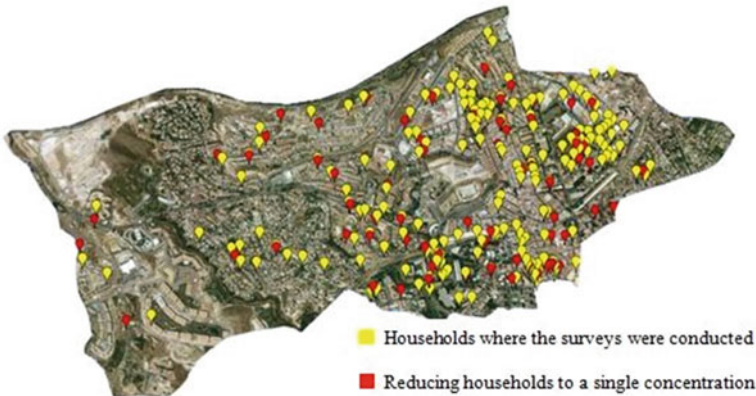 Households where the surveys were conducted
Reducing households to a single concentration